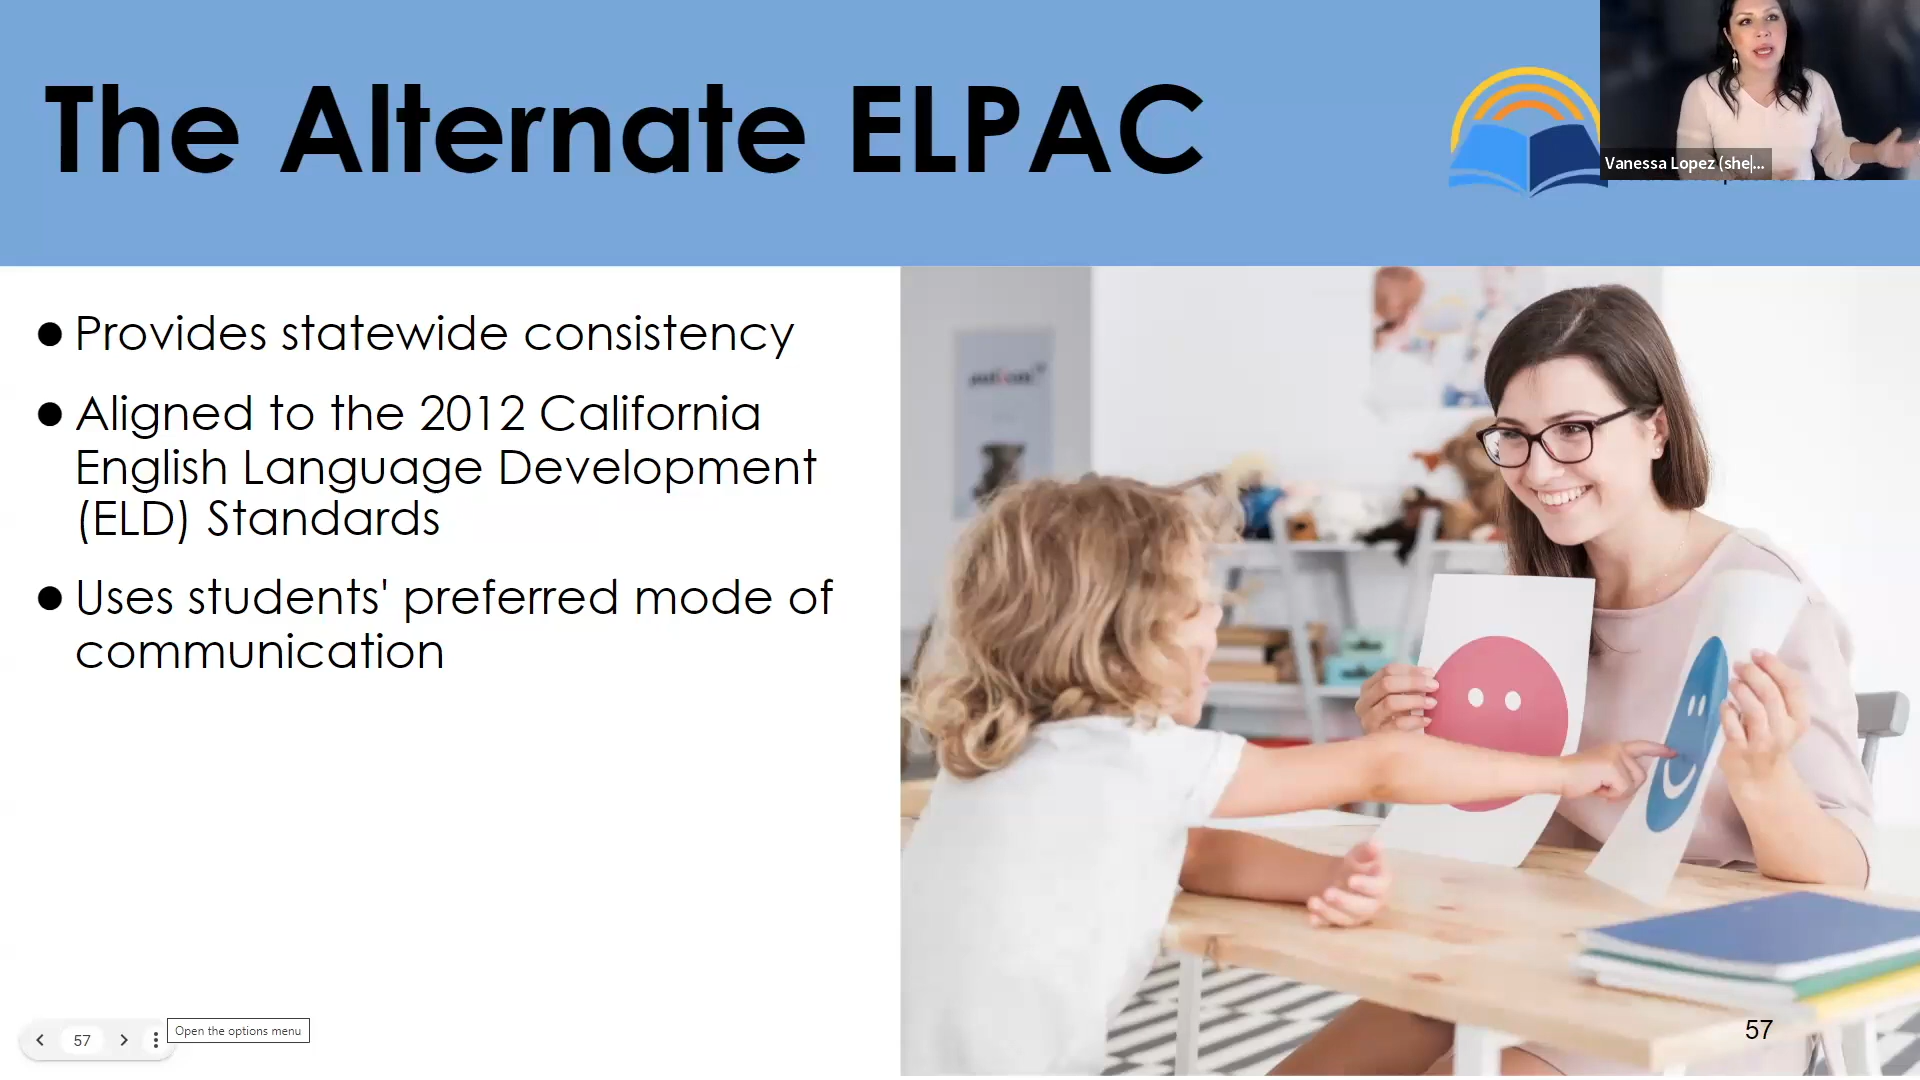 The Alternate ELPAC
Vanessa Lopez (she|...
● Provides statewide consistency
● Aligned to the 2012 California
English Language Development
(ELD) Standards
● Uses students' preferred mode of
communication
57
Open the options menu
57